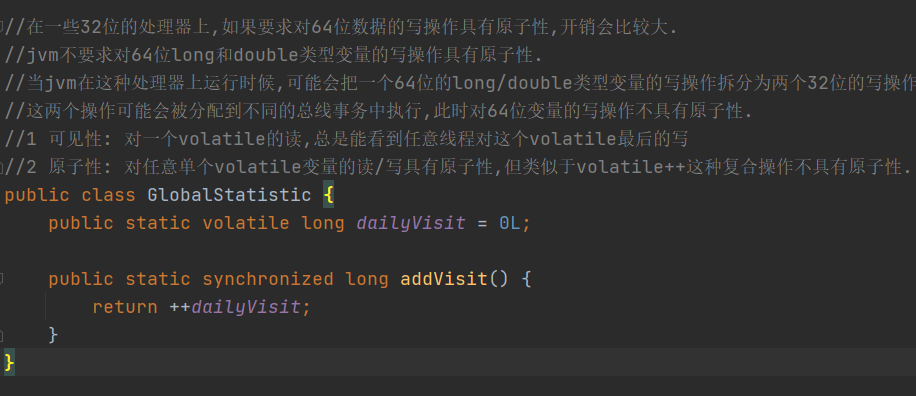 //在一些32位的处理器上,如果要求对64位数据的写操作具有原子性,开销会比较大.
//jvm不要求对64位long和double类型变量的写操作具有原子性.
//当jvm在这种处理器上运行时候,可能会把一个64位的long/double类型变量的写操作拆分为两个32位的写操作
//这两个操作可能会被分配到不同的总线事务中执行,此时对64位变量的写操作不具有原子性.
//1 可见性: 对一个volatile的读,总是能看到任意线程对这个volatile最后的写
//2 原子性: 对任意单个volatile变量的读/写具有原子性,但类似于volatile++这种复合操作不具有原子性.
public class GlobalStatistic {
    public static volatile long dailyVisit = 0L;
    public static synchronized long addVisit() {
        return ++dailyVisit;
    }
}